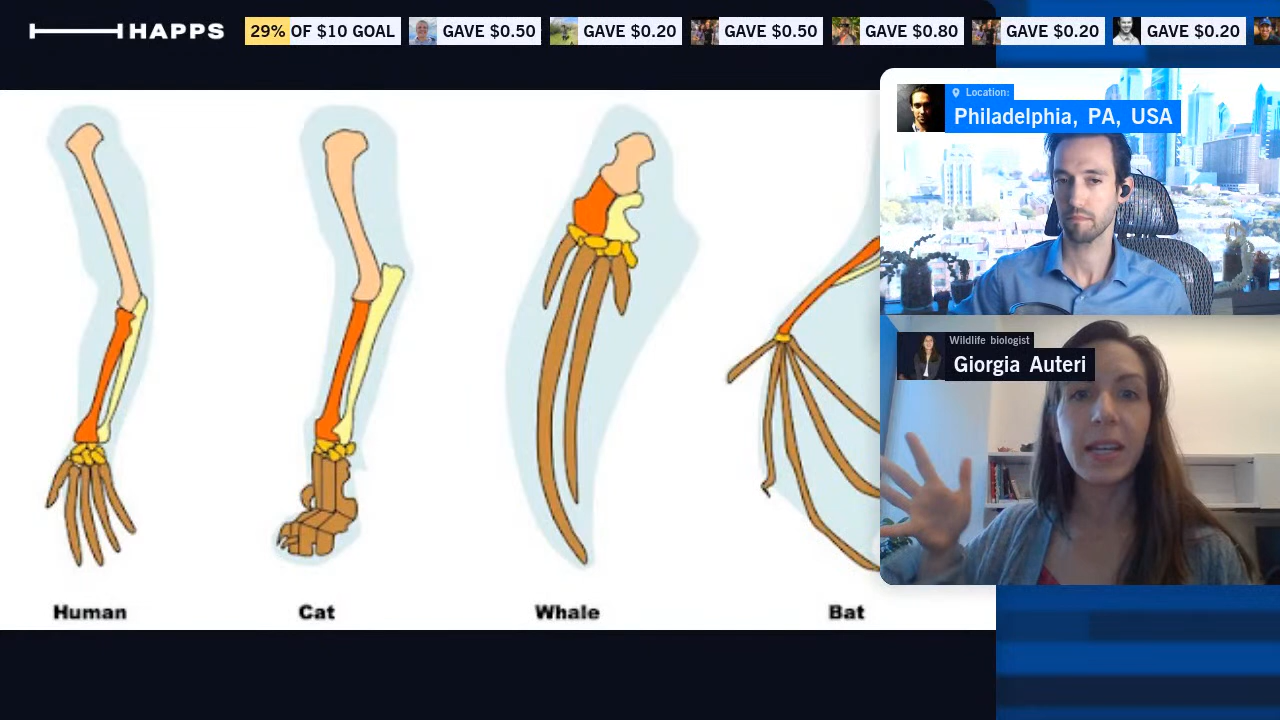 HAPPS
29% OF $10 GOAL
GAVE $0.50
GAVE $0.20
GAVE $0.50
GAVE $0.80
GAVE $0.20
GAVE $0.20
Location:
Philadelphia, PA, USA
Wildlife biologist
Giorgia Auteri
Human
Cat
Whale
Bat